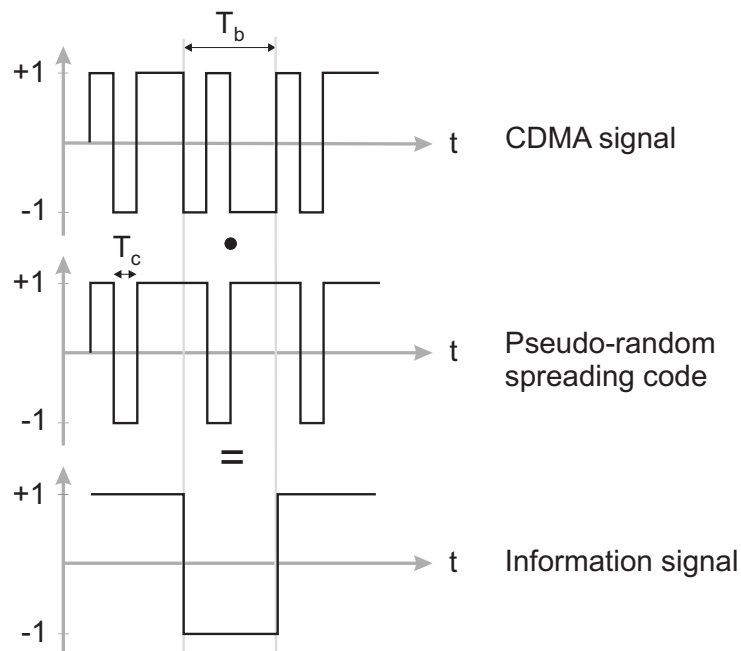 T_b
+1
t
CDMA signal
-1
•
T_c
+1
t
Pseudo-random
spreading code
-1
=
+1
t
Information signal
-1